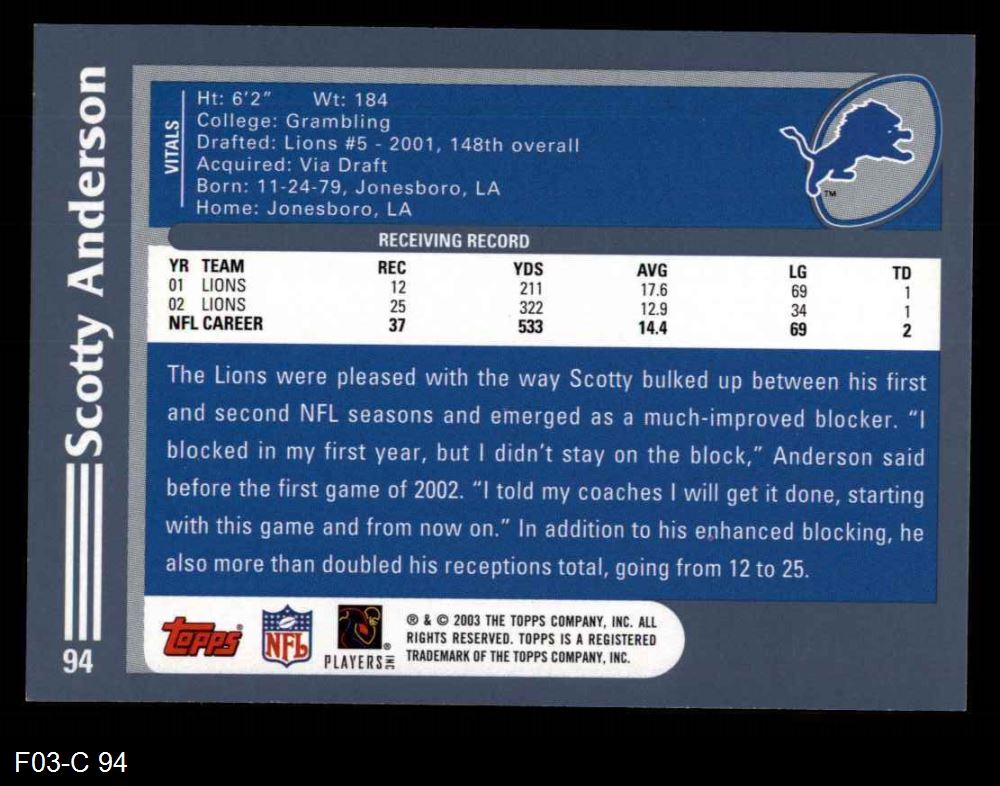 Scotty Anderson
94
VITALS
Ht: 6'2" Wt: 184
College: Grambling
Drafted: Lions #5 - 2001, 148th overall
Acquired: Via Draft
Born: 11-24-79, Jonesboro, LA
Home: Jonesboro, LA
TM
RECEIVING RECORD
YR TEAM REC YDS AVG LG TD
01 LIONS 12 211 17.6 69 1
02 LIONS 25 322 12.9 34 1
NFL CAREER 37 533 14.4 69 2
The Lions were pleased with the way Scotty bulked up between his first
and second NFL seasons and emerged as a much-improved blocker. "I
blocked in my first year, but I didn't stay on the block," Anderson said
before the first game of 2002. "I told my coaches I will get it done, starting
with this game and from now on." In addition to his enhanced blocking, he
also more than doubled his receptions total, going from 12 to 25.
Topps®
NFL
PLAYERS INC ®
® & © 2003 THE TOPPS COMPANY, INC. ALL
RIGHTS RESERVED. TOPPS IS A REGISTERED
TRADEMARK OF THE TOPPS COMPANY, INC.
F03-C 94